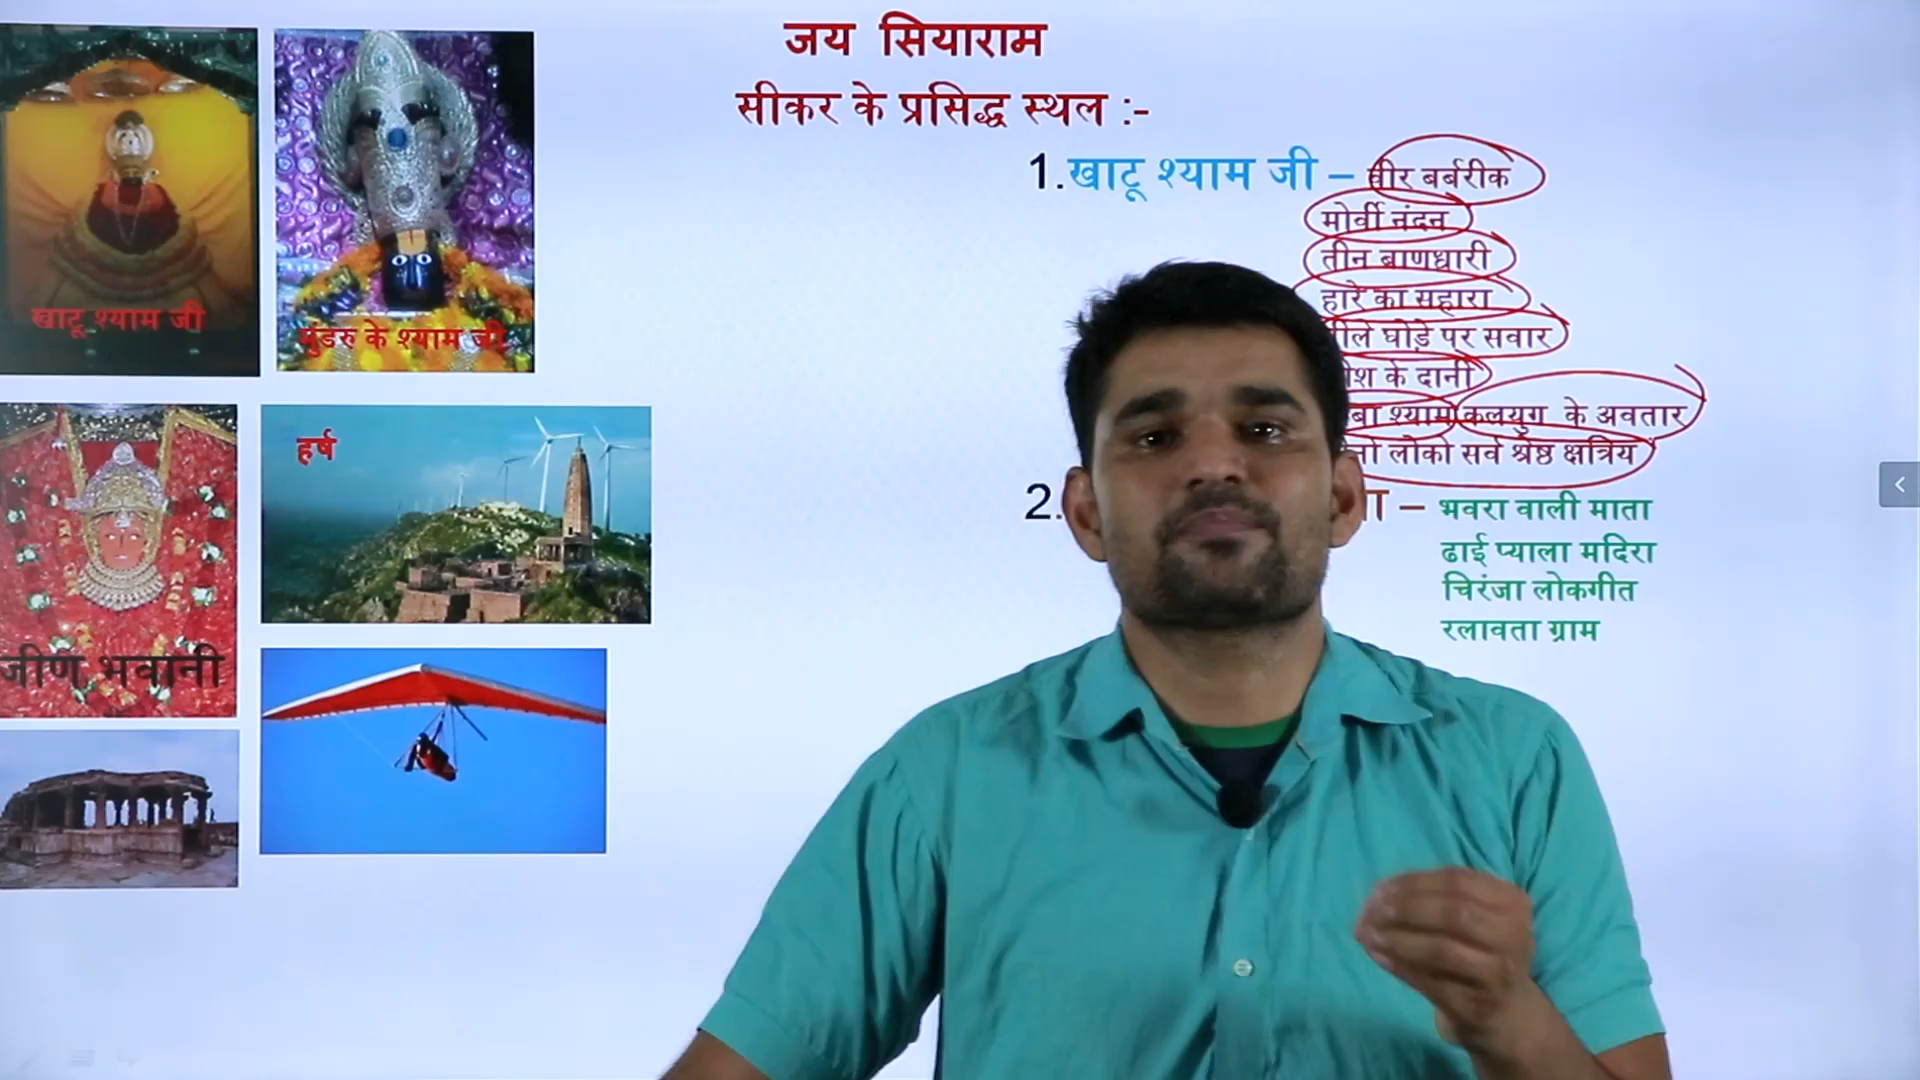 जय सियाराम
सीकर के प्रसिद्ध स्थल :-
1.खाटू श्याम जी – वीर बर्बरीक
मोर्वी नंदन
तीन बाणधारी
हारे का सहारा
घोड़े पर सवार
के दानी
श्याम कलयुग के अवतार
लोको सर्व श्रेष्ठ क्षत्रिय
2. – भवरा वाली माता
ढाई प्याला मदिरा
चिरंजा लोकगीत
रलावता ग्राम
खाटू श्याम जी
मुंडरु के श्याम जी
हर्ष
जीण भवानी